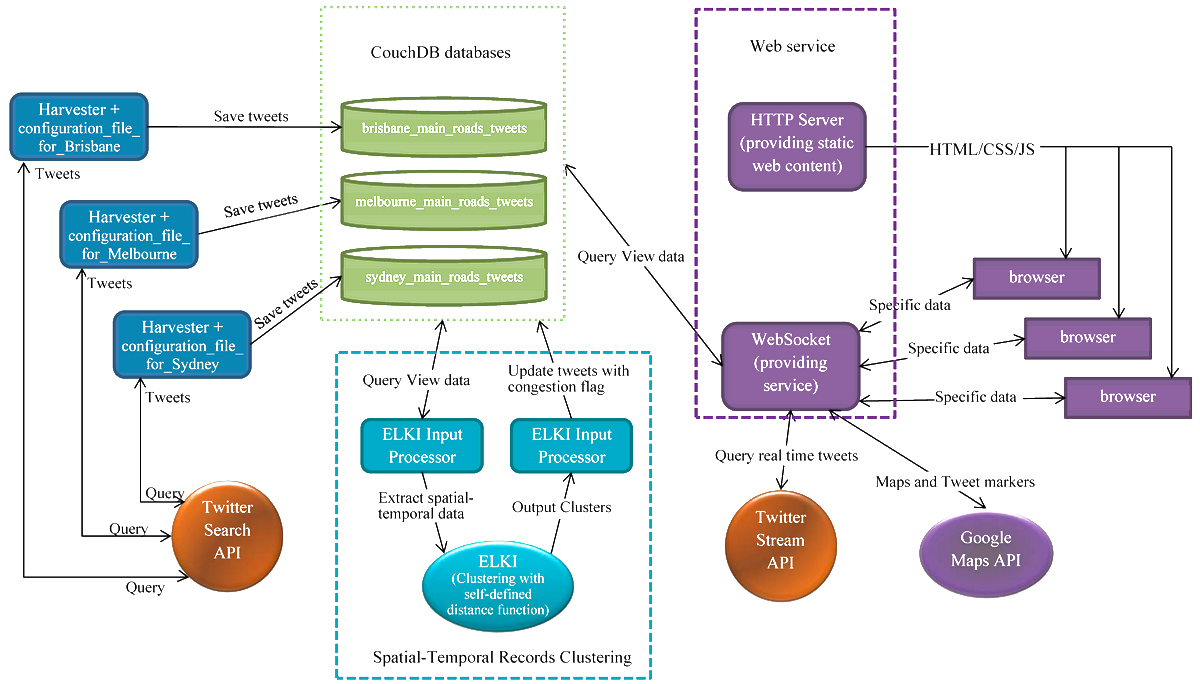 CouchDB databases
Web service
Harvester +
configuration_file_
for_Brisbane
Save tweets
brisbane_main_roads_tweets
HTTP Server
(providing static
web content)
HTML/CSS/JS
Tweets
Harvester +
configuration_file_
for_Melbourne
Save tweets
melbourne_main_roads_tweets
Tweets
Query View data
sydney_main_roads_tweets
Save tweets
browser
Specific data
Harvester +
configuration_file_
for_Sydney
WebSocket
(providing
service)
browser
Specific data
Tweets
Query View data
Update tweets with
congestion flag
browser
Specific data
ELKI Input
Processor
ELKI Input
Processor
Query real time tweets
Maps and Tweet markers
Query
Query
Query
Twitter
Search
API
Extract spatial-
temporal data
Output Clusters
Twitter
Stream
API
Google
Maps API
ELKI
(Clustering with
self-defined
distance function)
Spatial-Temporal Records Clustering